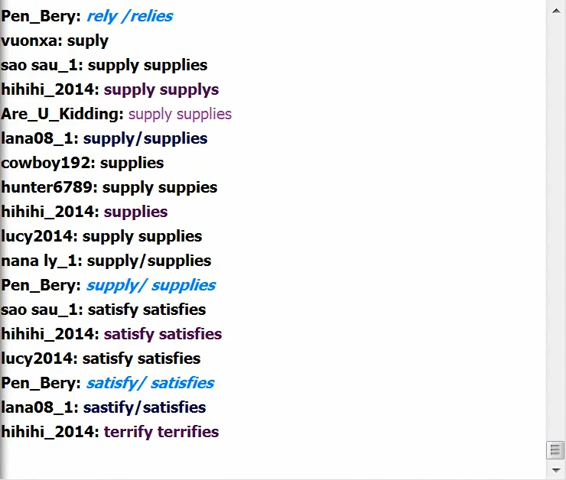 Pen_Bery: rely /relies
vuonxa: suply
sao sau_1: supply supplies
hihihi_2014: supply supplys
Are_U_Kidding: supply supplies
lana08_1: supply/supplies
cowboy192: supplies
hunter6789: supply suppies
hihihi_2014: supplies
lucy2014: supply supplies
nana ly_1: supply/supplies
Pen_Bery: supply/ supplies
sao sau_1: satisfy satisfies
hihihi_2014: satisfy satisfies
lucy2014: satisfy satisfies
Pen_Bery: satisfy/ satisfies
lana08_1: sastify/satisfies
hihihi_2014: terrify terrifies